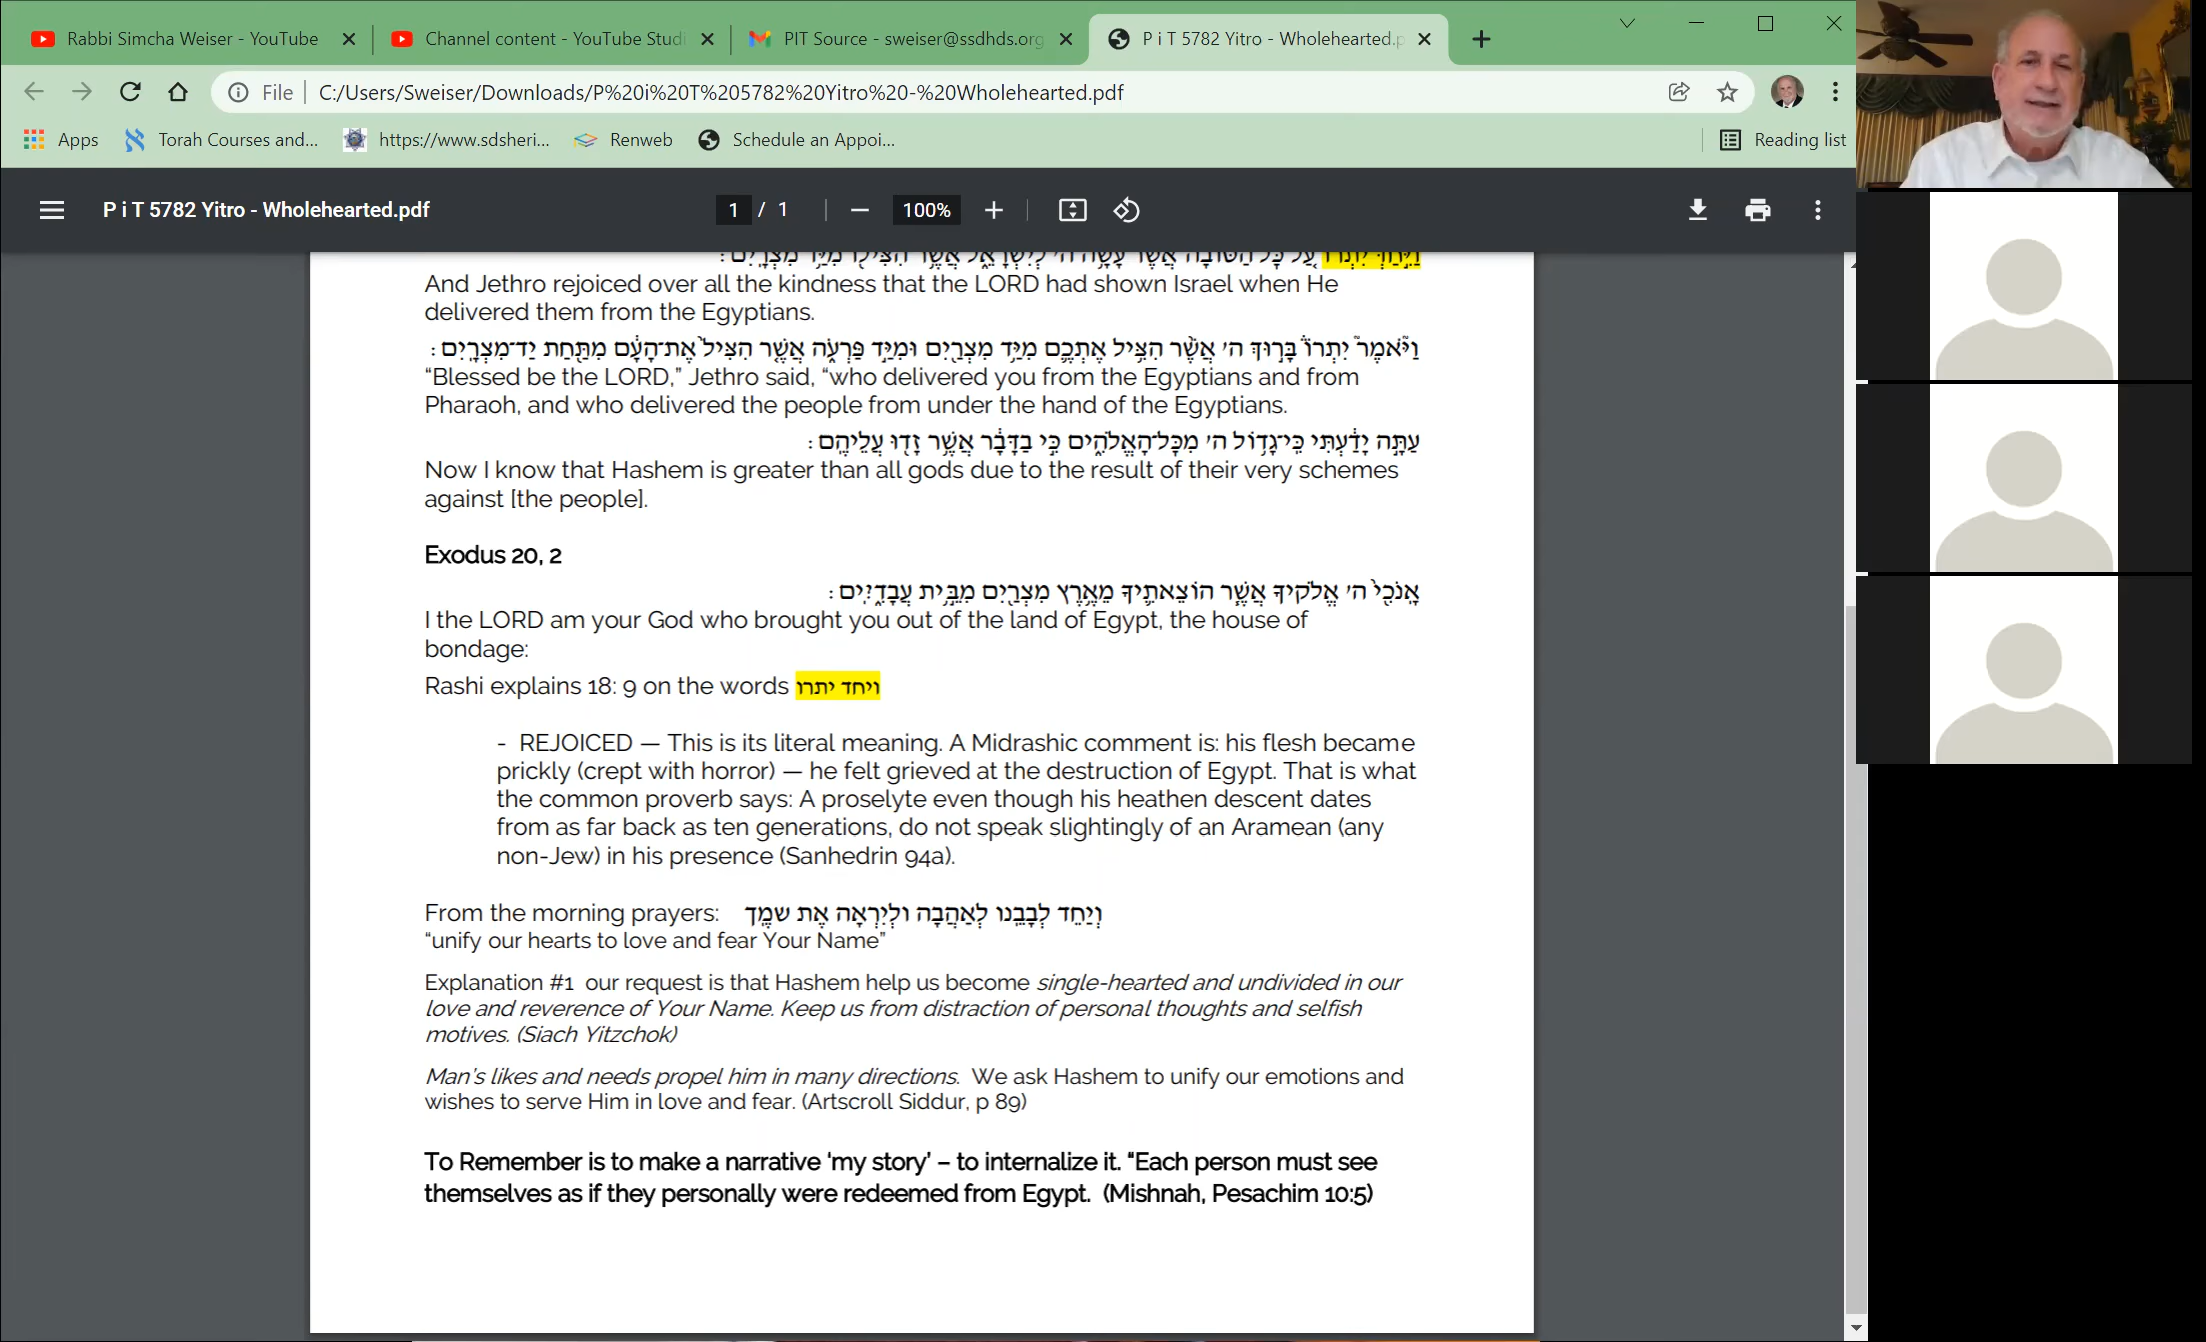 Rabbi Simcha Weiser - YouTube
Channel content - YouTube Studi
PIT Source - sweiser@ssdhds.org
P i T 5782 Yitro - Wholehearted.p
File
C:/Users/Sweiser/Downloads/P%20i%20T%205782%20Yitro%20-%20Wholehearted.pdf
Apps
Torah Courses and...
https://www.sdsheri...
Renweb
Schedule an Appoi...
Reading list
P i T 5782 Yitro - Wholehearted.pdf
1 / 1
100%
וַיִּ֣חַדְּ יִתְר֔וֹ עַ֚ל כׇּל־הַטּוֹבָ֔ה אֲשֶׁר־עָשָׂ֥ה ה׳ לְיִשְׂרָאֵ֑ל אֲשֶׁ֥ר הִצִּיל֖וֹ מִיַּ֥ד מִצְרָֽיִם׃
And Jethro rejoiced over all the kindness that the LORD had shown Israel when He
delivered them from the Egyptians.
וַיֹּ֘אמֶר֮ יִתְרוֹ֒ בָּר֣וּךְ ה׳ אֲשֶׁ֨ר הִצִּ֥יל אֶתְכֶ֛ם מִיַּ֥ד מִצְרַ֖יִם וּמִיַּ֣ד פַּרְעֹ֑ה אֲשֶׁ֤ר הִצִּיל֙ אֶת־הָעָ֔ם מִתַּ֖חַת יַד־מִצְרָֽיִם׃
“Blessed be the LORD,” Jethro said, “who delivered you from the Egyptians and from
Pharaoh, and who delivered the people from under the hand of the Egyptians.
עַתָּ֣ה יָדַ֔עְתִּי כִּֽי־גָד֥וֹל ה׳ מִכׇּל־הָאֱלֹקִ֑ים כִּ֣י בַדָּבָ֔ר אֲשֶׁ֥ר זָד֖וּ עֲלֵיהֶֽם׃
Now I know that Hashem is greater than all gods due to the result of their very schemes
against [the people].
Exodus 20, 2
אָֽנֹכִ֖י֙ ה׳ אֱלֹקיךָ אֲשֶׁ֧ר הוֹצֵאתִ֛יךָ מֵאֶ֥רֶץ מִצְרַ֖יִם מִבֵּ֣֥ית עֲבָדִ֑͏ֽים׃
I the LORD am your God who brought you out of the land of Egypt, the house of
bondage:
Rashi explains 18: 9 on the words ויחד יתרו
- REJOICED — This is its literal meaning. A Midrashic comment is: his flesh became
prickly (crept with horror) — he felt grieved at the destruction of Egypt. That is what
the common proverb says: A proselyte even though his heathen descent dates
from as far back as ten generations, do not speak slightingly of an Aramean (any
non-Jew) in his presence (Sanhedrin 94a).
From the morning prayers: וְיַחֵד לְבָבֵנוּ לְאַהֲבָה וּלְיִרְאָה אֶת שְׁמֶךָ
“unify our hearts to love and fear Your Name”
Explanation #1 our request is that Hashem help us become single-hearted and undivided in our
love and reverence of Your Name. Keep us from distraction of personal thoughts and selfish
motives. (Siach Yitzchok)
Man’s likes and needs propel him in many directions. We ask Hashem to unify our emotions and
wishes to serve Him in love and fear. (Artscroll Siddur, p 89)
To Remember is to make a narrative ‘my story’ – to internalize it. “Each person must see
themselves as if they personally were redeemed from Egypt. (Mishnah, Pesachim 10:5)